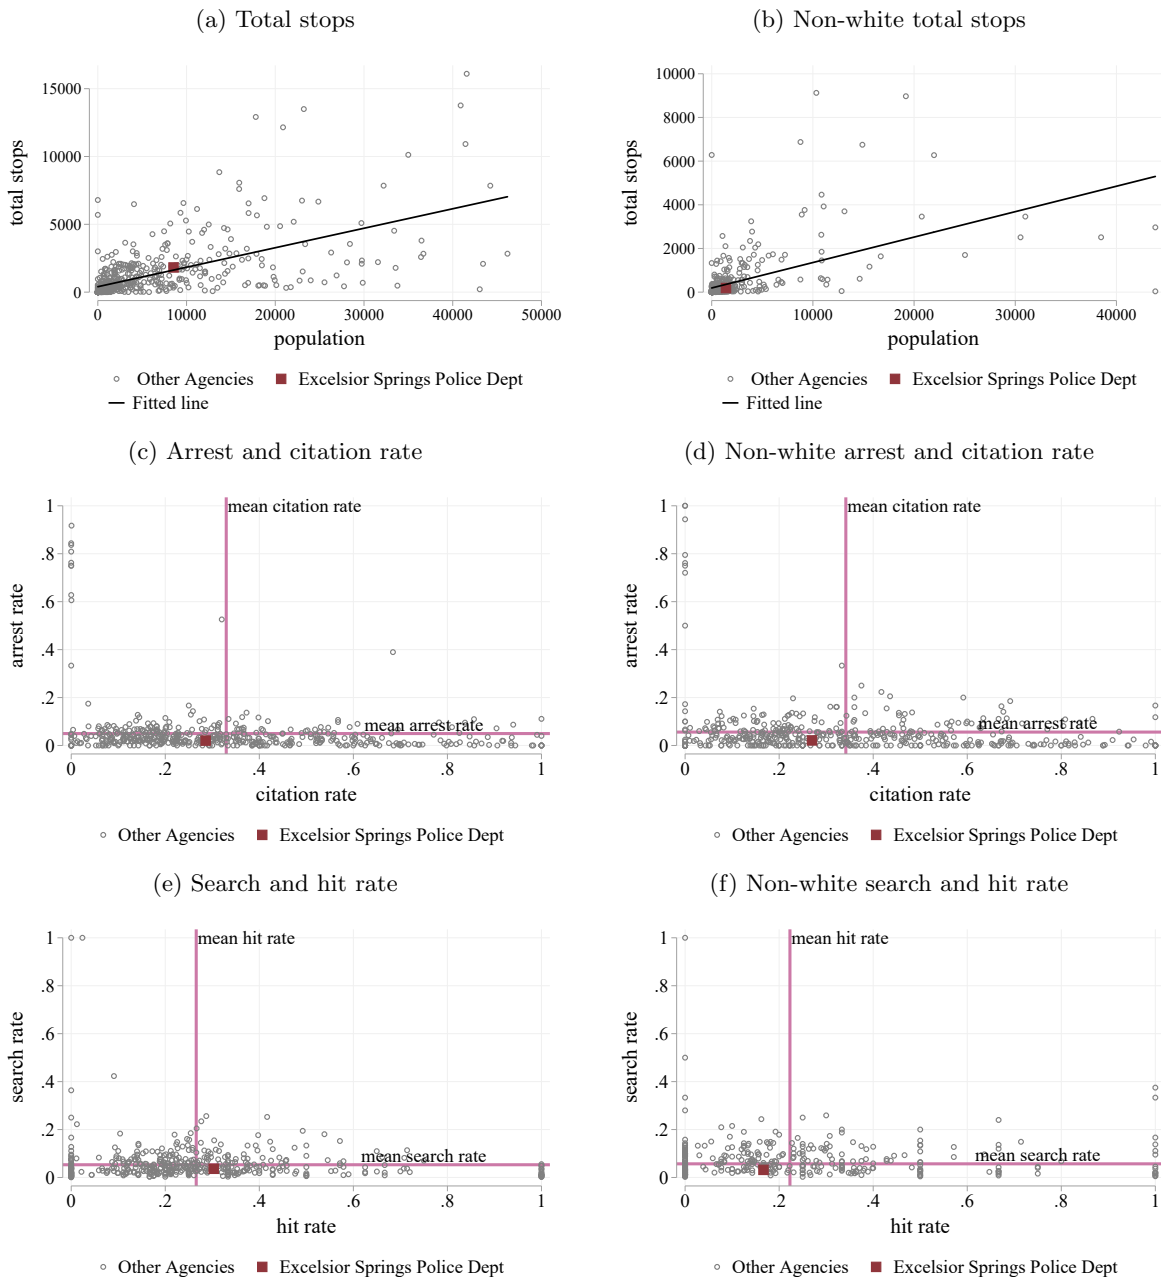 (a) Total stops
(b) Non-white total stops
total stops
15000
10000
5000
0
0 10000 20000 30000 40000 50000
population
Other Agencies Excelsior Springs Police Dept
Fitted line
total stops
10000
8000
6000
4000
2000
0
0 10000 20000 30000 40000
population
Other Agencies Excelsior Springs Police Dept
Fitted line
(c) Arrest and citation rate
(d) Non-white arrest and citation rate
arrest rate
1
.8
.6
.4
.2
0
mean citation rate
mean arrest rate
0 .2 .4 .6 .8 1
citation rate
Other Agencies Excelsior Springs Police Dept
arrest rate
1
.8
.6
.4
.2
0
mean citation rate
mean arrest rate
0 .2 .4 .6 .8 1
citation rate
Other Agencies Excelsior Springs Police Dept
(e) Search and hit rate
(f) Non-white search and hit rate
search rate
1
.8
.6
.4
.2
0
mean hit rate
mean search rate
0 .2 .4 .6 .8 1
hit rate
Other Agencies Excelsior Springs Police Dept
search rate
1
.8
.6
.4
.2
0
mean hit rate
mean search rate
0 .2 .4 .6 .8 1
hit rate
Other Agencies Excelsior Springs Police Dept